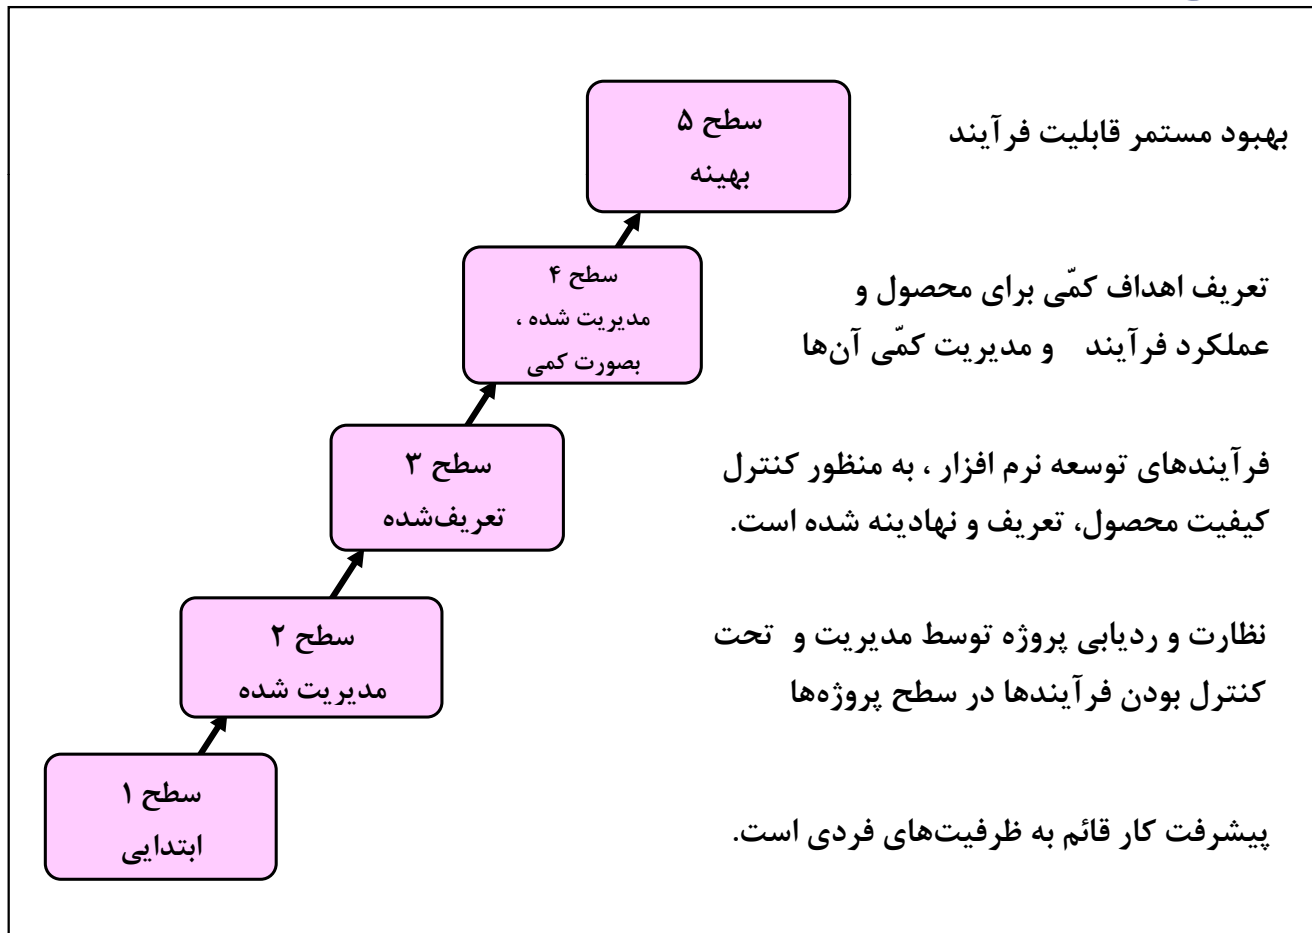 سطح ۵
بهینه
بهبود مستمر قابلیت فرآیند
سطح ۴
مدیریت شده ،
بصورت کمی
تعریف اهداف کمّی برای محصول و
عملکرد فرآیند و مدیریت کمّی آن‌ها
سطح ۳
تعریف‌شده
فرآیندهای توسعه نرم افزار ، به منظور کنترل
کیفیت محصول، تعریف و نهادینه شده است.
سطح ۲
مدیریت شده
نظارت و ردیابی پروژه توسط مدیریت و تحت
کنترل بودن فرآیندها در سطح پروژه‌ها
سطح ۱
ابتدایی
پیشرفت کار قائم به ظرفیت‌های فردی است.